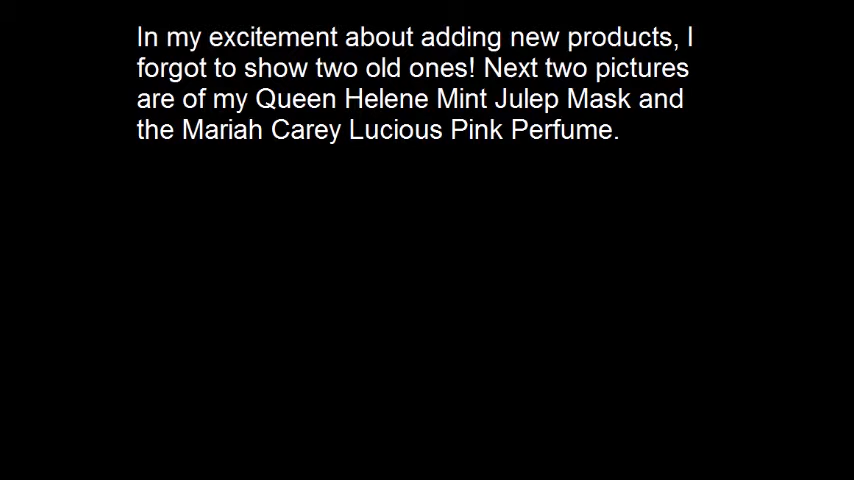 In my excitement about adding new products, I
forgot to show two old ones! Next two pictures
are of my Queen Helene Mint Julep Mask and
the Mariah Carey Lucious Pink Perfume.